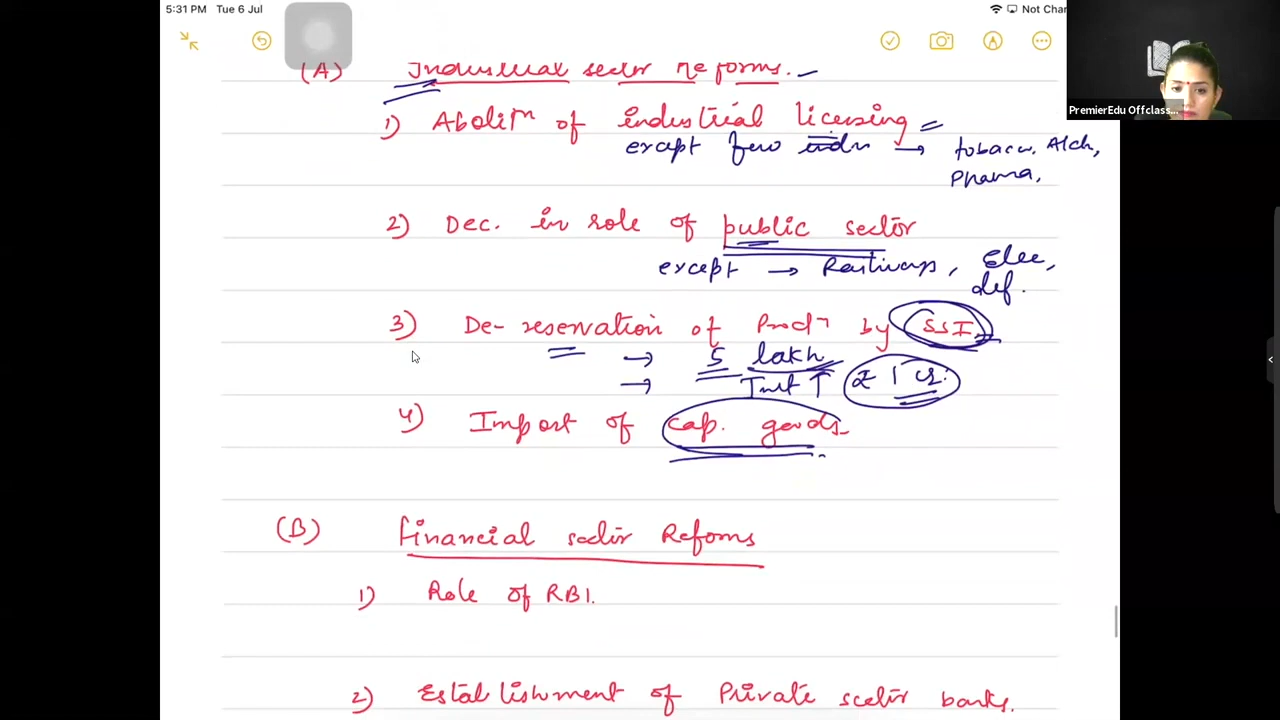 5:31 PM Tue 6 Jul
Not Char
PremierEdu Offclass...
(A) Industrial sector Reforms.
1) Abolitn of industrial licensing
except few indu → tobacco, Alch,
Pharma,
2) Dec. in role of public sector
except → Railways, Elec,
def.
3) De-reservation of Prodn by SSI
→ 5 lakh
→ Invt ↑ ₹ 1 cr.
4) Import of cap. goods
(B) Financial sector Reforms
1) Role of RBI.
2) Establishment of Private sector banks.